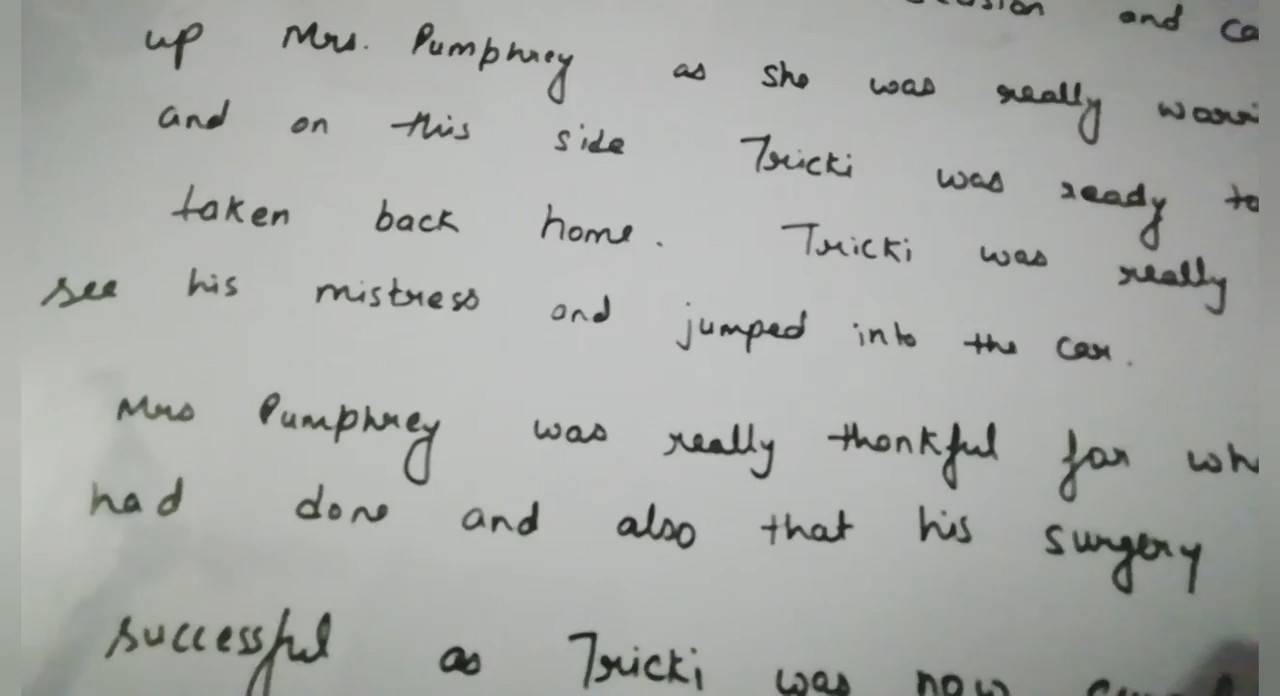 and
up Mrs. Pumphrey as she was really
and on this side Tricki was ready to
taken back home. Tricki was really
see his mistress and jumped into the car.
Mrs Pumphrey was really thankful for
had done and also that his surgery
successful as Tricki was now